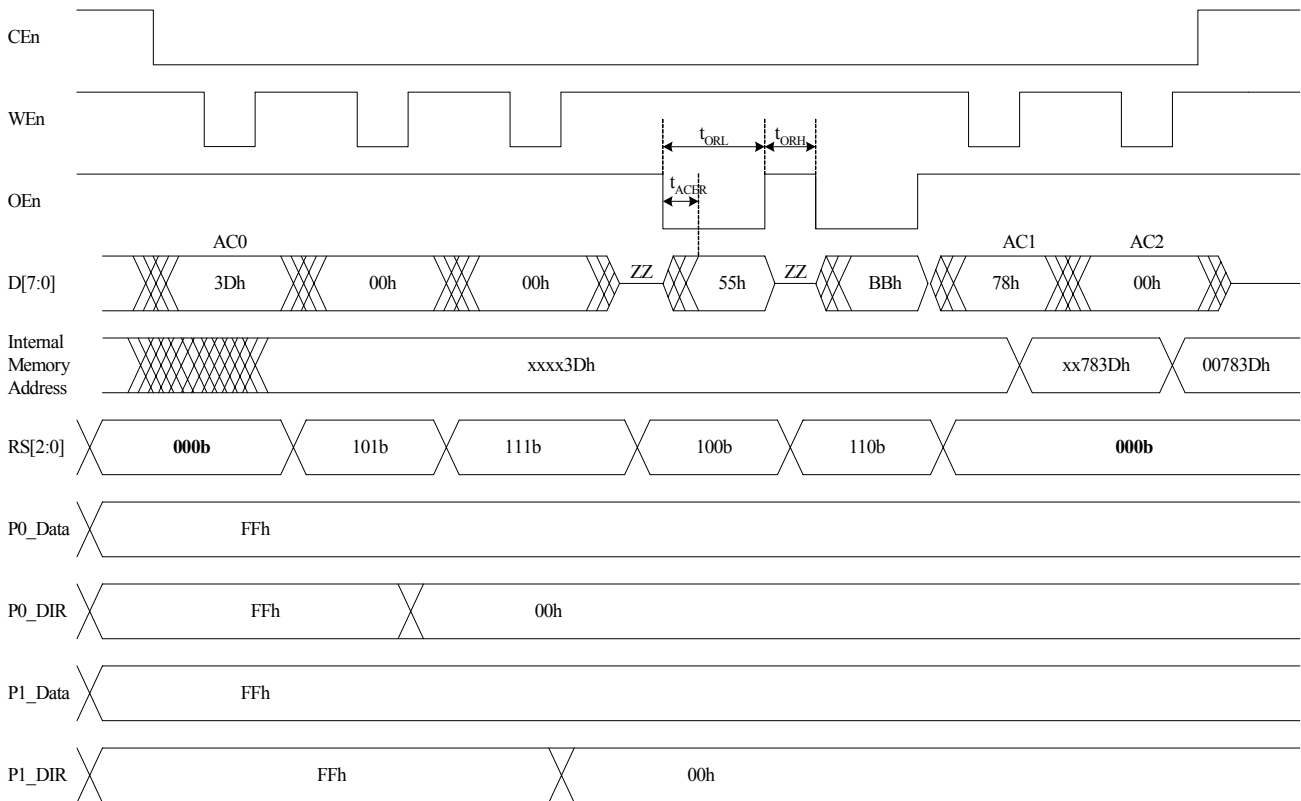 CEn
WEn
tORL tORH
OEn
tACER
AC0 AC1 AC2
D[7:0] 3Dh 00h 00h ZZ 55h ZZ BBh 78h 00h
Internal
Memory
Address
xxxx3Dh xx783Dh 00783Dh
RS[2:0] 000b 101b 111b 100b 110b 000b
P0_Data FFh
P0_DIR FFh 00h
P1_Data FFh
P1_DIR FFh 00h